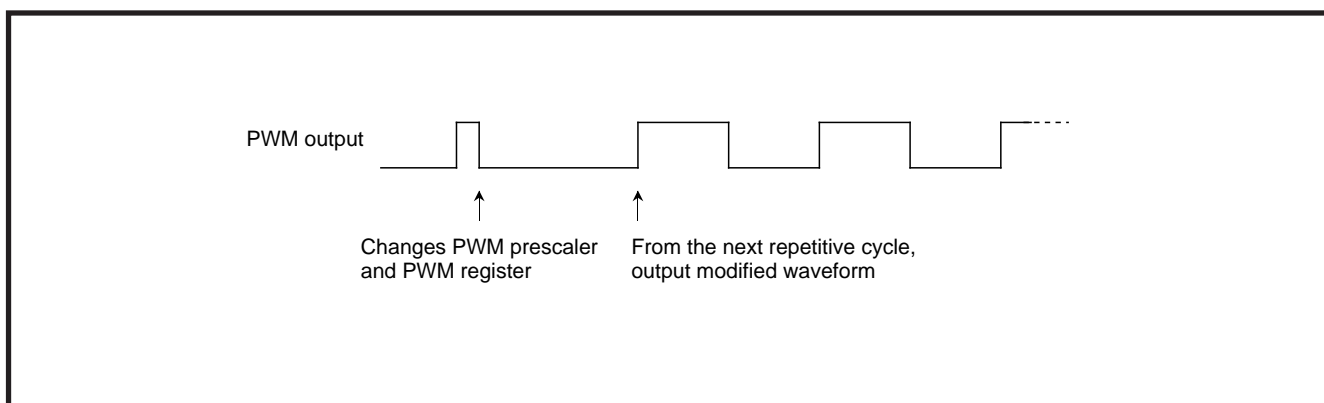 PWM output
Changes PWM prescaler
and PWM register
From the next repetitive cycle,
output modified waveform